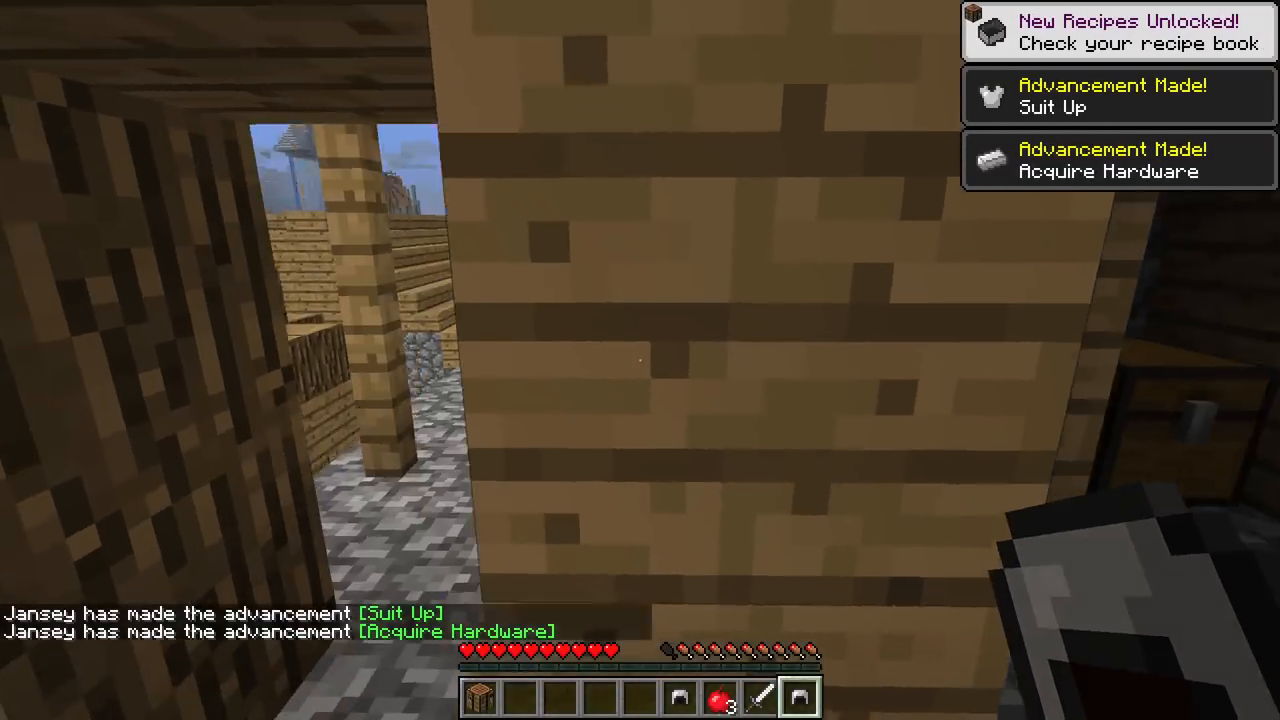 New Recipes Unlocked!
Check your recipe book
Advancement Made!
Suit Up
Advancement Made!
Acquire Hardware
Jansey has made the advancement [Suit Up]
Jansey has made the advancement [Acquire Hardware]
3